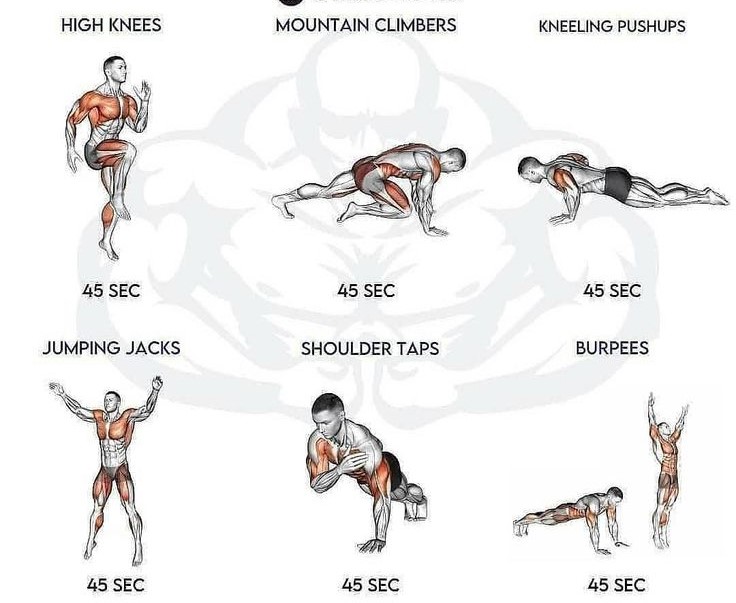 HIGH KNEES
MOUNTAIN CLIMBERS
KNEELING PUSHUPS
45 SEC
45 SEC
45 SEC
JUMPING JACKS
SHOULDER TAPS
BURPEES
45 SEC
45 SEC
45 SEC